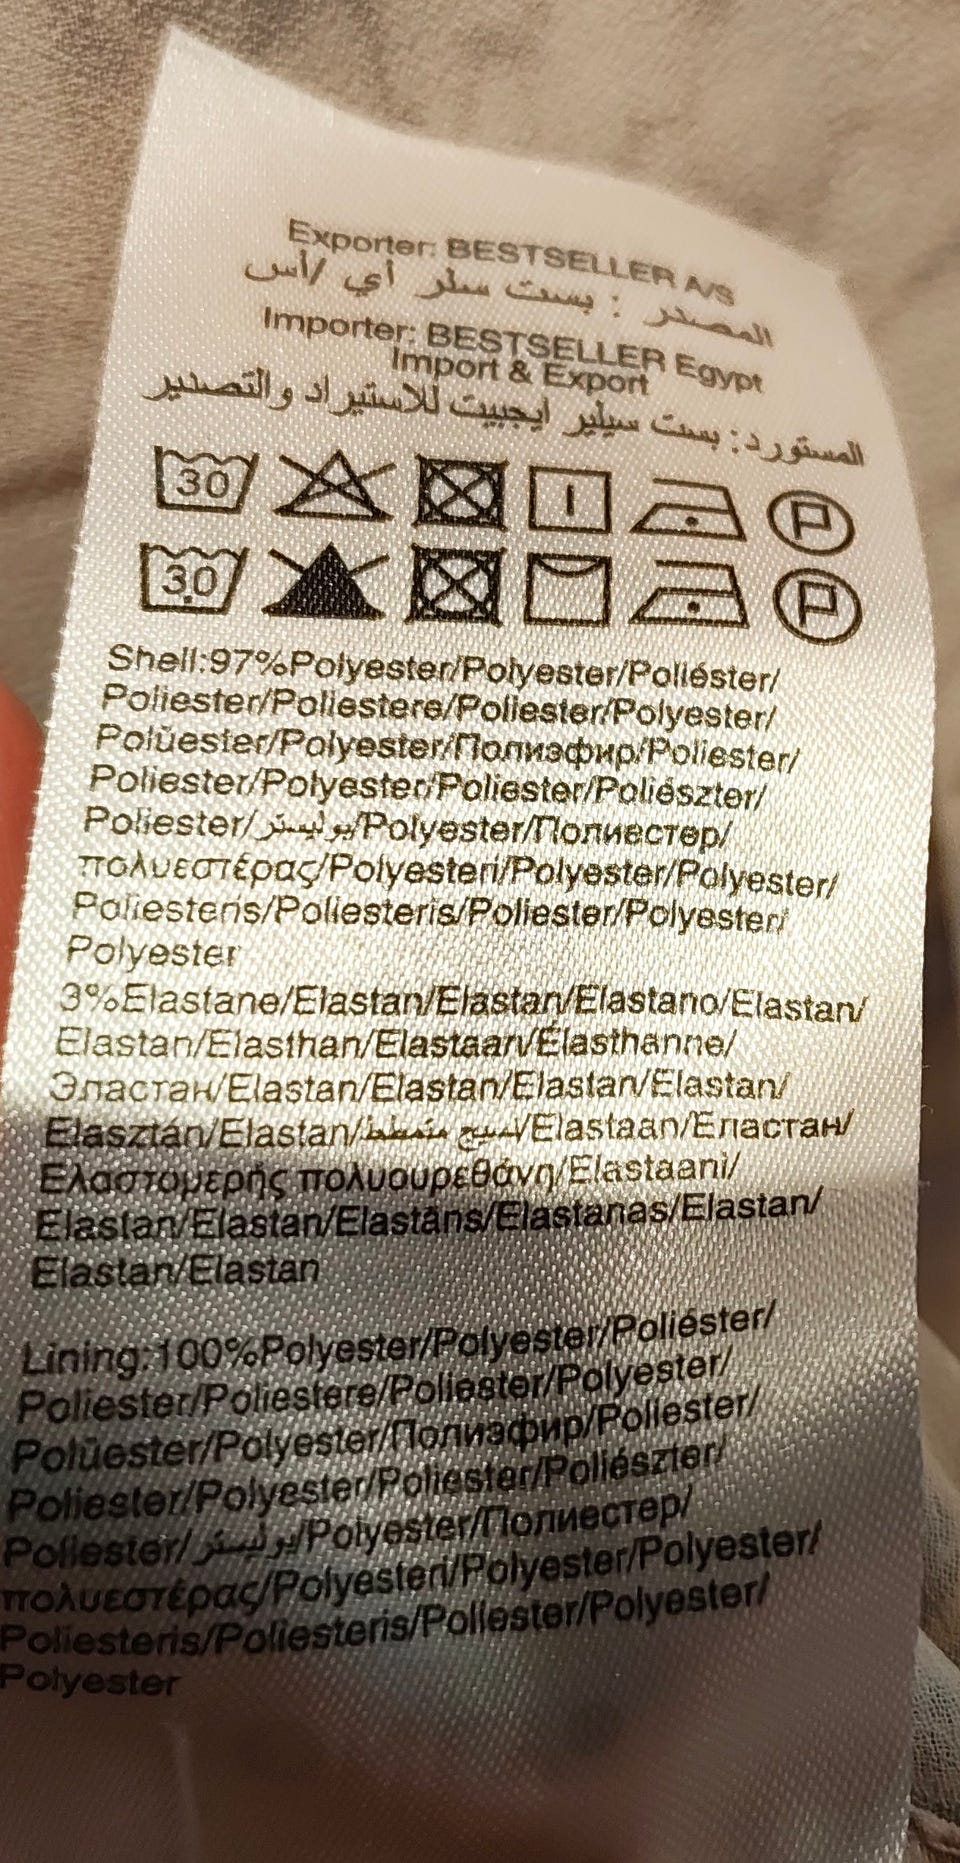 Exporter: BESTSELLER A/S
المصدر : بست سلر أي /أس
Importer: BESTSELLER Egypt
Import & Export
المستورد: بست سيلير ايجيبت للاستيراد والتصدير
30
30
Shell:97%Polyester/Polyester/Poliéster/
Poliester/Poliestere/Poliester/Polyester/
Polüester/Polyester/Полиэфир/Poliester/
Poliester/Polyester/Poliester/Poliészter/
Poliester/بوليستر/Polyester/Полиестер/
πολυεστέρας/Polyesteri/Polyester/Polyester/
Poliesteris/Poliesteris/Poliester/Polyester/
Polyester
3%Elastane/Elastan/Elastan/Elastano/Elastan/
Elastan/Elasthan/Elastaan/Élasthanne/
Эластан/Elastan/Elastan/Elastan/Elastan/
Elasztán/Elastan/نسيج متمطط/Elastaan/Еластан/
Ελαστομερής πολυουρεθάνη/Elastaani/
Elastan/Elastan/Elastāns/Elastanas/Elastan/
Elastan/Elastan
Lining:100%Polyester/Polyester/Poliéster/
Poliester/Poliestere/Poliester/Polyester/
Polüester/Polyester/Полиэфир/Poliester/
Poliester/Polyester/Poliester/Poliészter/
Poliester/بوليستر/Polyester/Полиестер/
πολυεστέρας/Polyesteri/Polyester/Polyester/
Poliesteris/Poliesteris/Poliester/Polyester/
Polyester